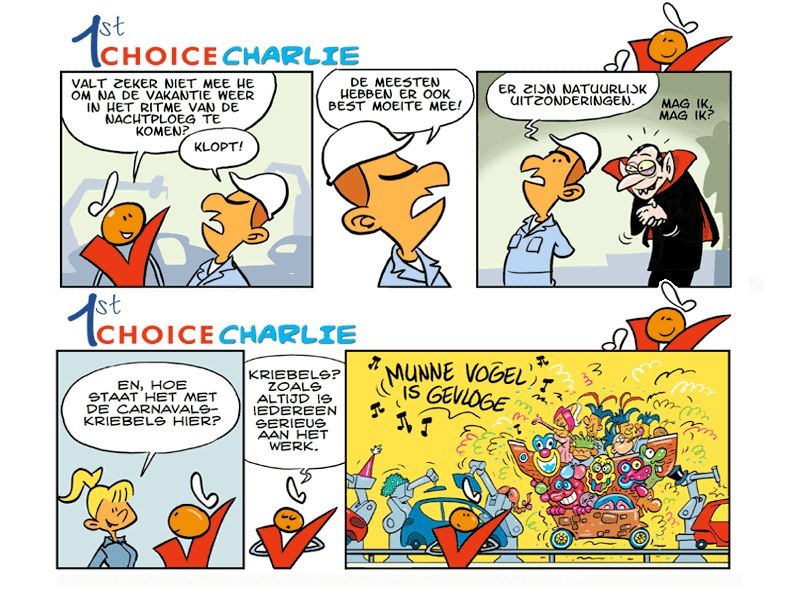 1st
CHOICE CHARLIE
VALT ZEKER NIET MEE HE
OM NA DE VAKANTIE WEER
IN HET RITME VAN DE
NACHTPLOEG TE
KOMEN?
KLOPT!
DE MEESTEN
HEBBEN ER OOK
BEST MOEITE MEE!
ER ZIJN NATUURLIJK
UITZONDERINGEN.
MAG IK,
MAG IK?
1st
CHOICE CHARLIE
EN, HOE
STAAT HET MET
DE CARNAVALS-
KRIEBELS HIER?
KRIEBELS?
ZOALS
ALTIJD IS
IEDEREEN
SERIEUS
AAN HET
WERK.
MUNNE VOGEL
IS GEVLOGE